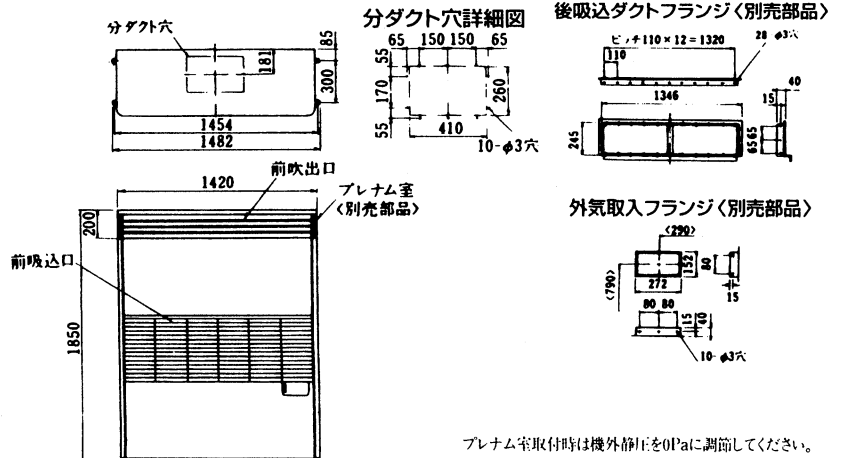 分ダクト穴
181
85
300
1454
1482
分ダクト穴詳細図
65 150 150 65
55
170
55
260
410
10-φ3穴
後吸込ダクトフランジ〈別売部品〉
ピッチ110×12=1320
28 φ3穴
110
40
15
1346
245
65 65
前吹出口
1420
プレナム室
〈別売部品〉
200
前吸込口
1850
外気取入フランジ〈別売部品〉
<290>
152
80
<790>
272
15
80 80
15
40
10-φ3穴
プレナム室取付時は機外静圧を0Paに調節してください。